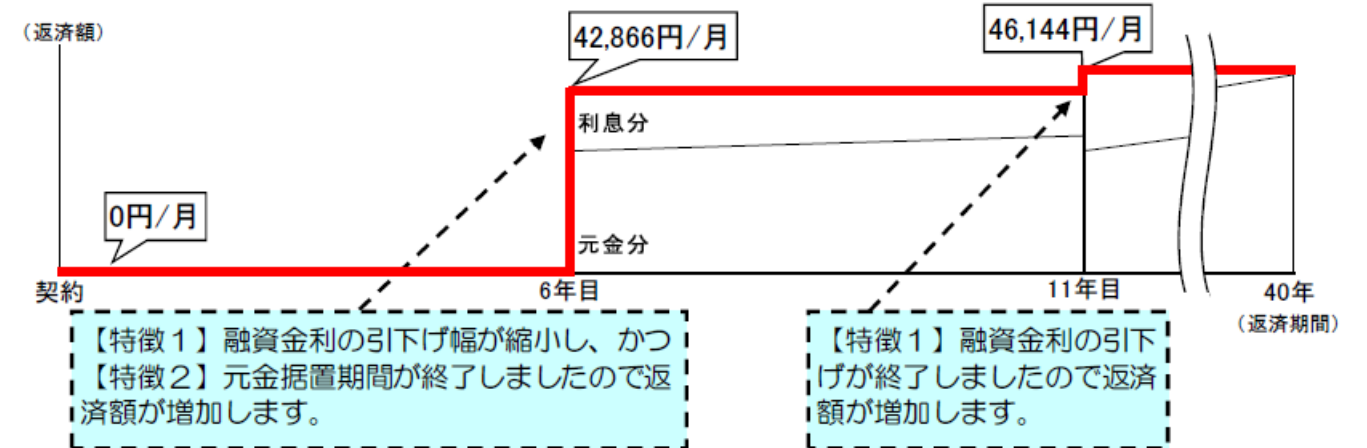 （返済額）
42,866円/月
46,144円/月
利息分
0円/月
元金分
契約
6年目
11年目
40年
（返済期間）
【特徴１】融資金利の引下げ幅が縮小し、かつ
【特徴２】元金据置期間が終了しましたので返
済額が増加します。
【特徴１】融資金利の引下
げが終了しましたので返済
額が増加します。